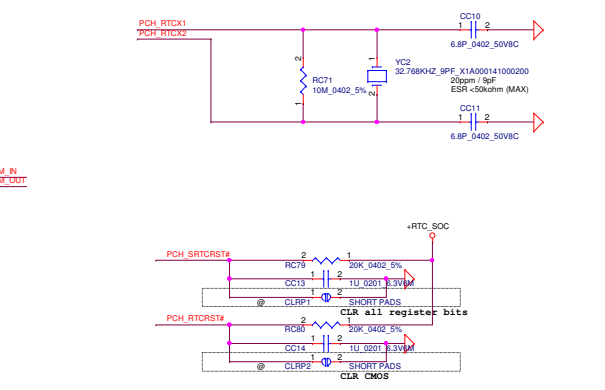 PCH_RTCX1
PCH_RTCX2
CC10
1 2
6.8P_0402_50V8C
2
RC71
10M_0402_5%
1
1
YC2
32.768KHZ_9PF_X1A000141000200
20ppm / 9pF
ESR <50kohm (MAX)
2
CC11
1 2
6.8P_0402_50V8C
M_IN
M_OUT
+RTC_SOC
PCH_SRTCRST#
2 1
RC79 20K_0402_5%
1 2
CC13 1U_0201_6.3V6M
1 2
@ CLRP1 SHORT PADS
CLR all register bits
PCH_RTCRST#
2 1
RC80 20K_0402_5%
1 2
CC14 1U_0201_6.3V6M
1 2
@ CLRP2 SHORT PADS
CLR CMOS